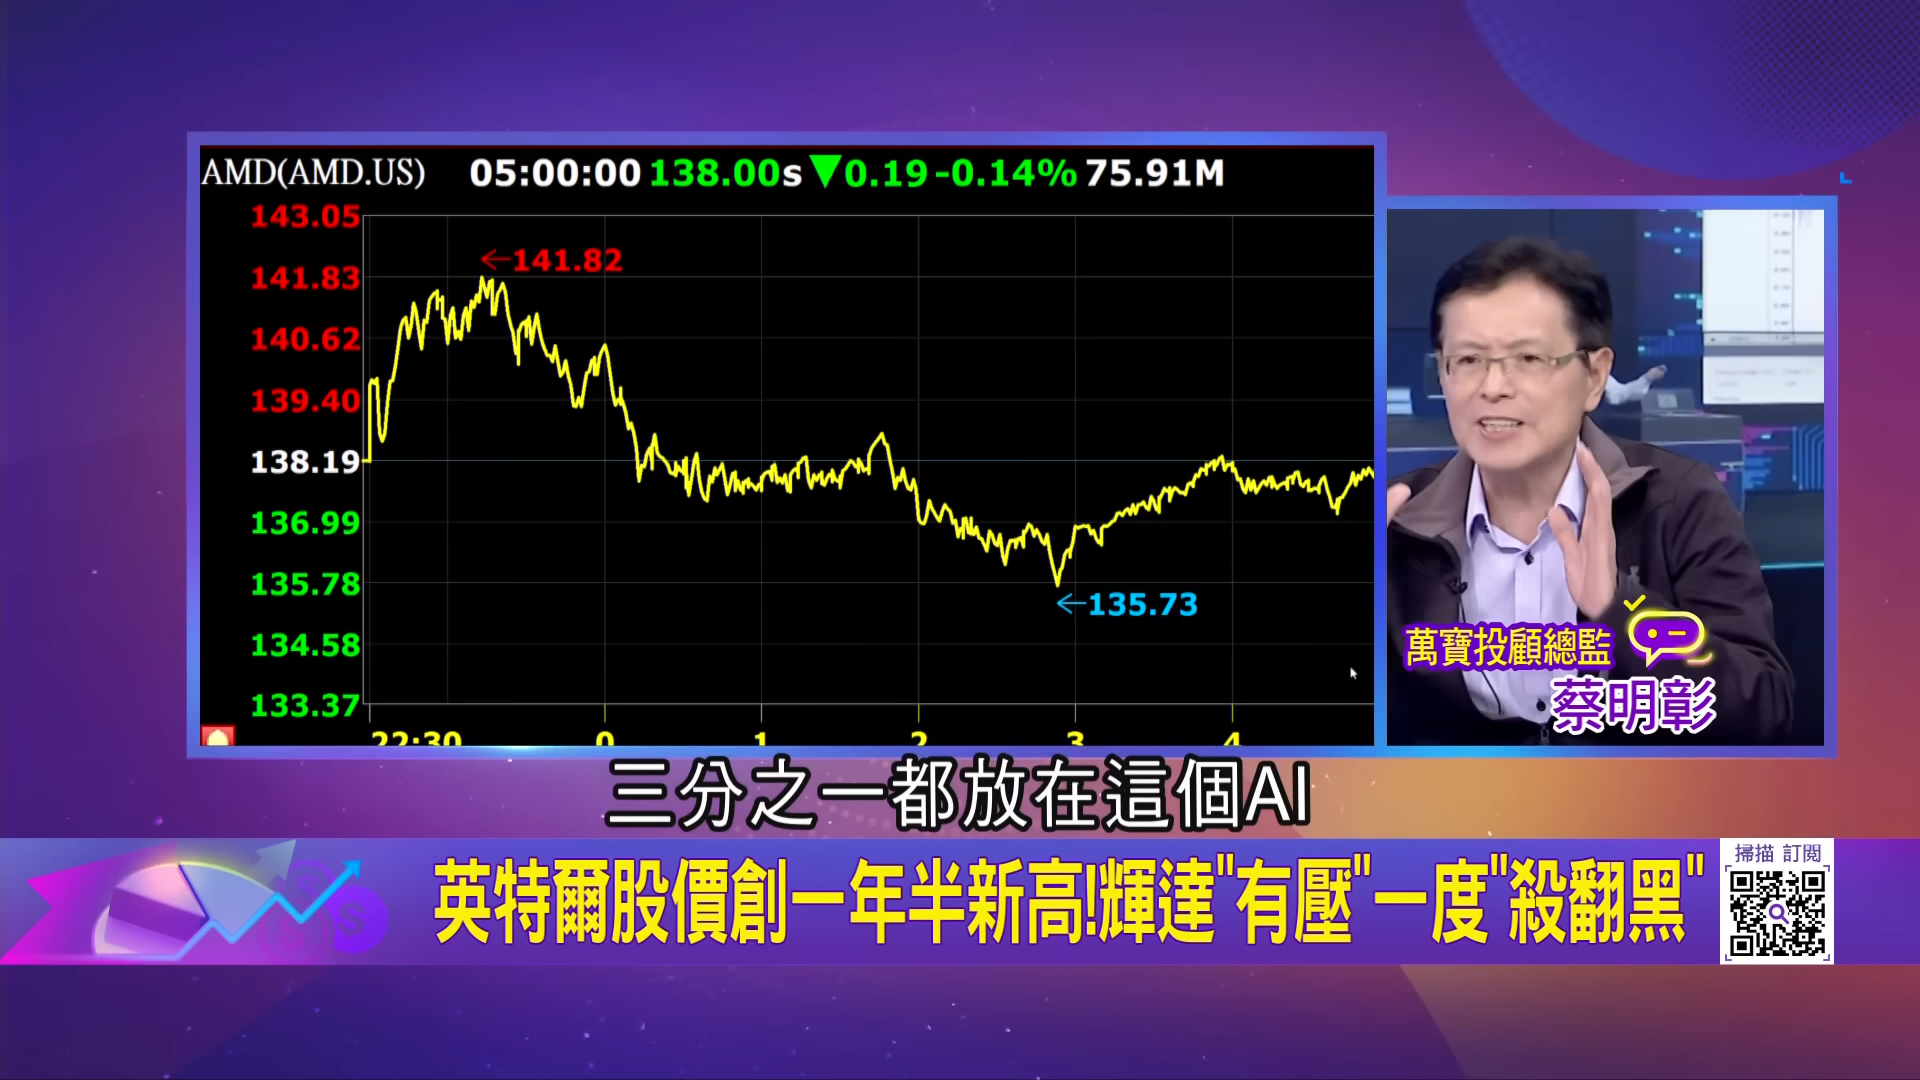 AMD(AMD.US) 05:00:00 138.00s ▼0.19 -0.14% 75.91M
143.05
141.83
140.62
139.40
138.19
136.99
135.78
134.58
133.37
←141.82
←135.73
22:30 0 1 2 3 4
萬寶投顧總監
蔡明彰
三分之一都放在這個AI
英特爾股價創一年半新高!輝達"有壓"一度"殺翻黑"
掃描 訂閱